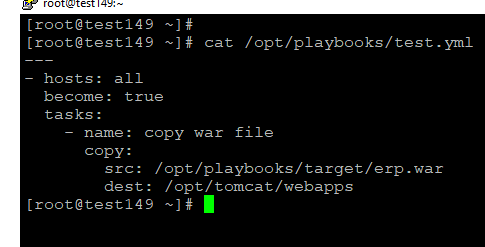 root@test149:~
[root@test149 ~]#
[root@test149 ~]# cat /opt/playbooks/test.yml
---
- hosts: all
  become: true
  tasks:
    - name: copy war file
      copy:
        src: /opt/playbooks/target/erp.war
        dest: /opt/tomcat/webapps
[root@test149 ~]#